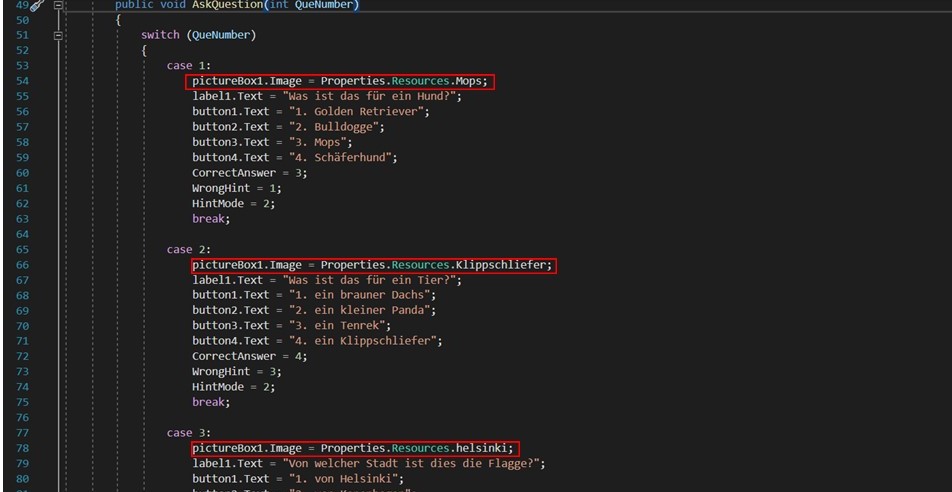 49 public void AskQuestion(int QueNumber)
50 {
51 switch (QueNumber)
52 {
53 case 1:
54 pictureBox1.Image = Properties.Resources.Mops;
55 label1.Text = "Was ist das für ein Hund?";
56 button1.Text = "1. Golden Retriever";
57 button2.Text = "2. Bulldogge";
58 button3.Text = "3. Mops";
59 button4.Text = "4. Schäferhund";
60 CorrectAnswer = 3;
61 WrongHint = 1;
62 HintMode = 2;
63 break;
64
65 case 2:
66 pictureBox1.Image = Properties.Resources.Klippschliefer;
67 label1.Text = "Was ist das für ein Tier?";
68 button1.Text = "1. ein brauner Dachs";
69 button2.Text = "2. ein kleiner Panda";
70 button3.Text = "3. ein Tenrek";
71 button4.Text = "4. ein Klippschliefer";
72 CorrectAnswer = 4;
73 WrongHint = 3;
74 HintMode = 2;
75 break;
76
77 case 3:
78 pictureBox1.Image = Properties.Resources.helsinki;
79 label1.Text = "Von welcher Stadt ist dies die Flagge?";
80 button1.Text = "1. von Helsinki";